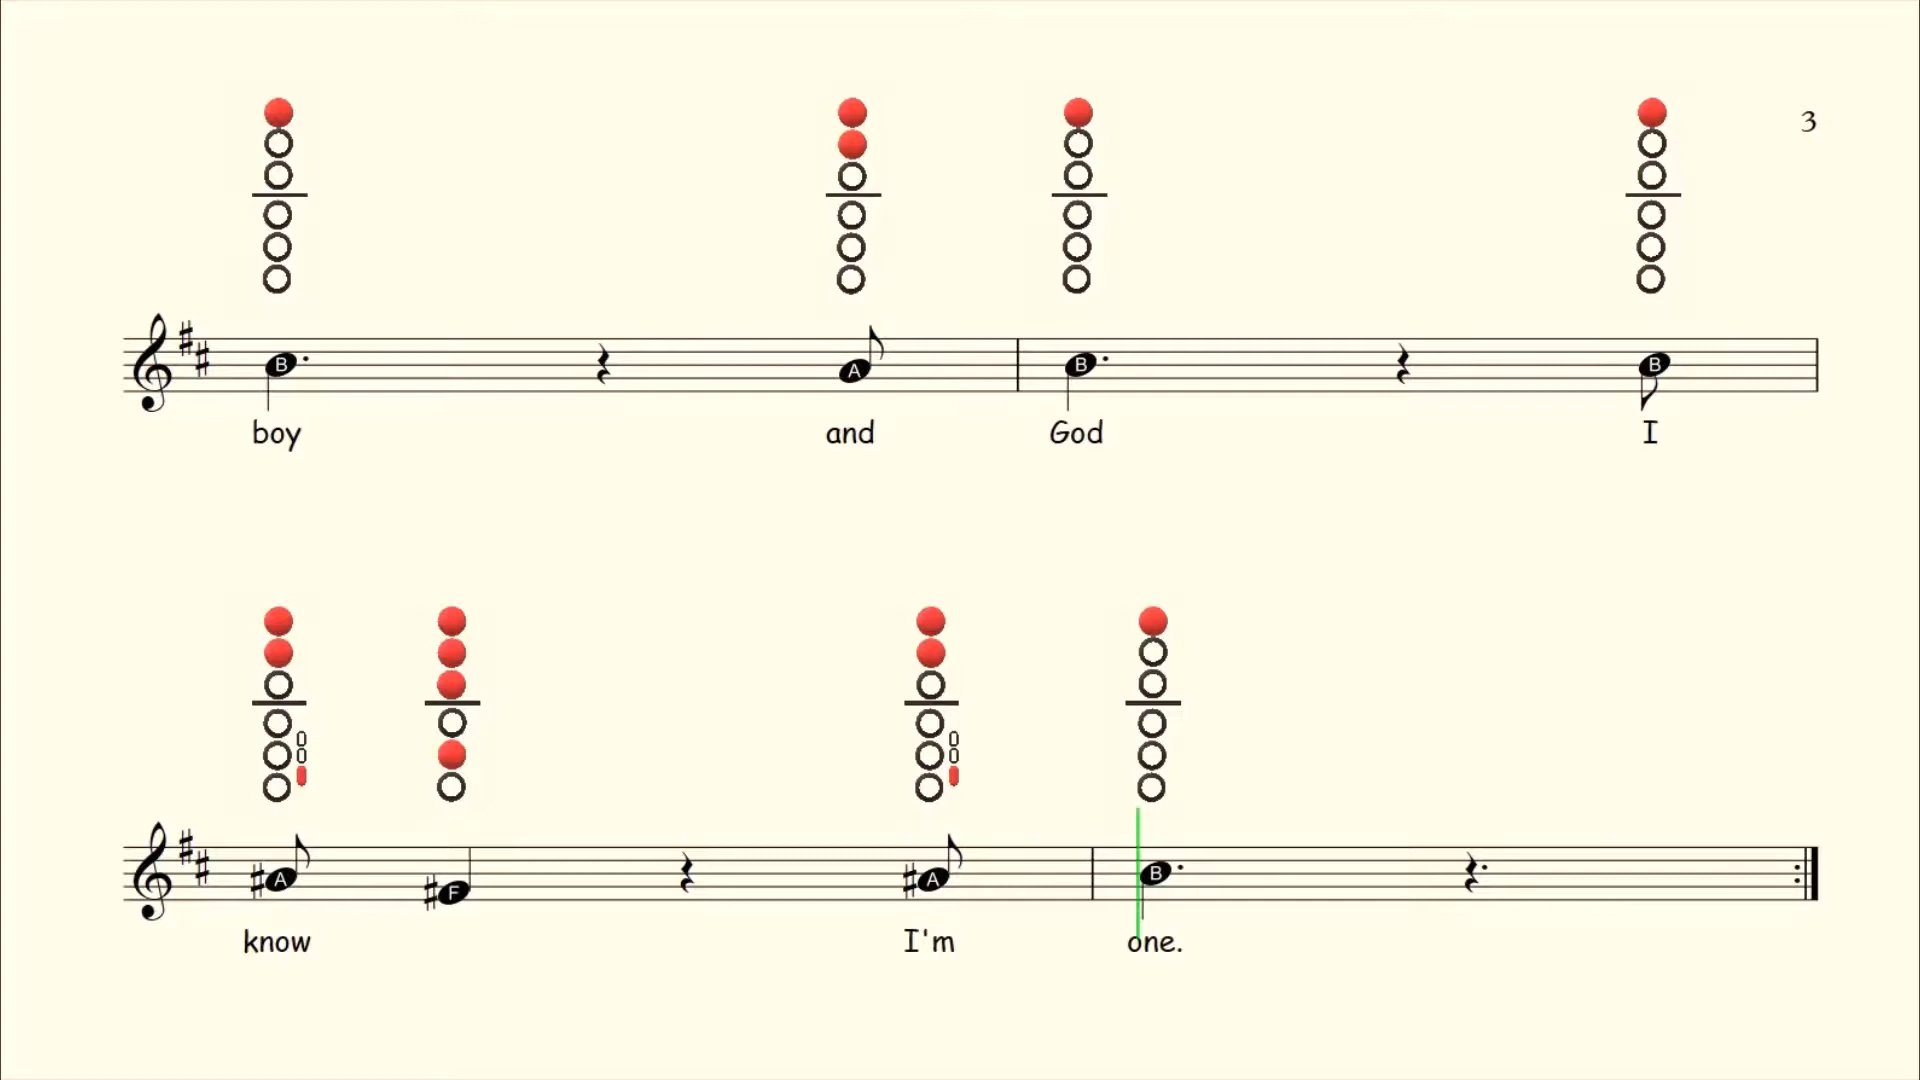 3
B A B B
boy and God I
A F A B
know I'm one.